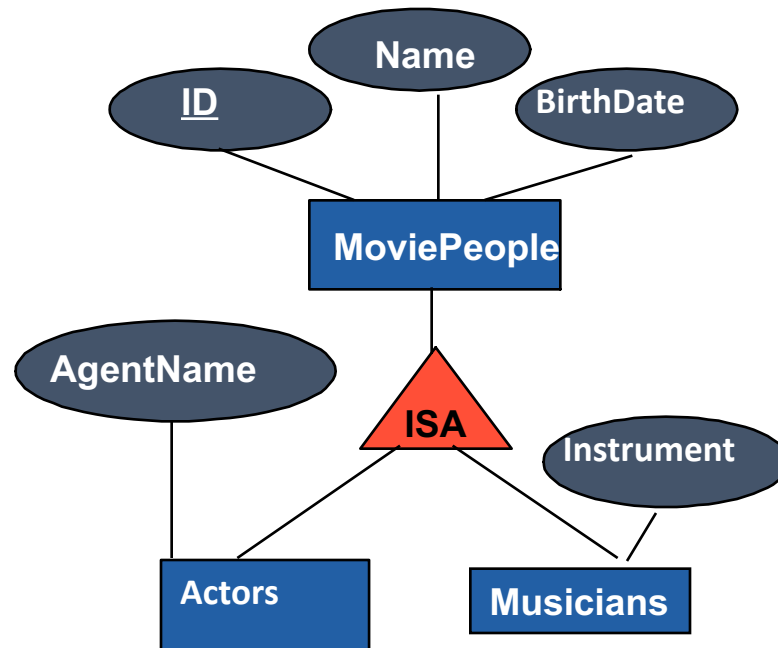 Name
ID
BirthDate
MoviePeople
AgentName
ISA
Instrument
Actors
Musicians